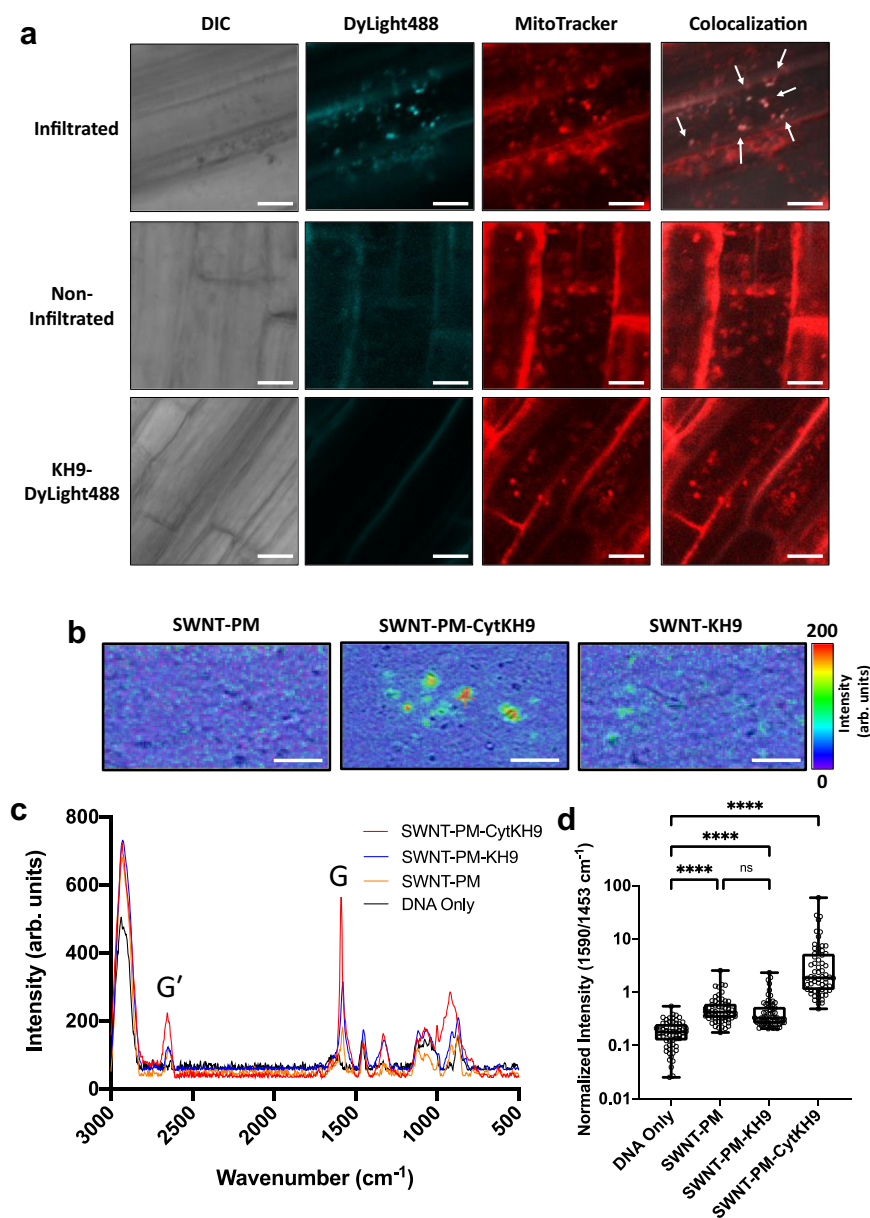 a
DIC DyLight488 MitoTracker Colocalization
Infiltrated
Non-
Infiltrated
KH9-
DyLight488
b
SWNT-PM SWNT-PM-CytKH9 SWNT-KH9
200
Intensity
(arb. units)
0
c
800
600
400
200
0
Intensity (arb. units)
G′
G
SWNT-PM-CytKH9
SWNT-PM-KH9
SWNT-PM
DNA Only
3000 2500 2000 1500 1000 500
Wavenumber (cm⁻¹)
d
****
****
**** ns
100
10
1
0.1
0.01
Normalized Intensity (1590/1453 cm⁻¹)
DNA Only
SWNT-PM
SWNT-PM-KH9
SWNT-PM-CytKH9